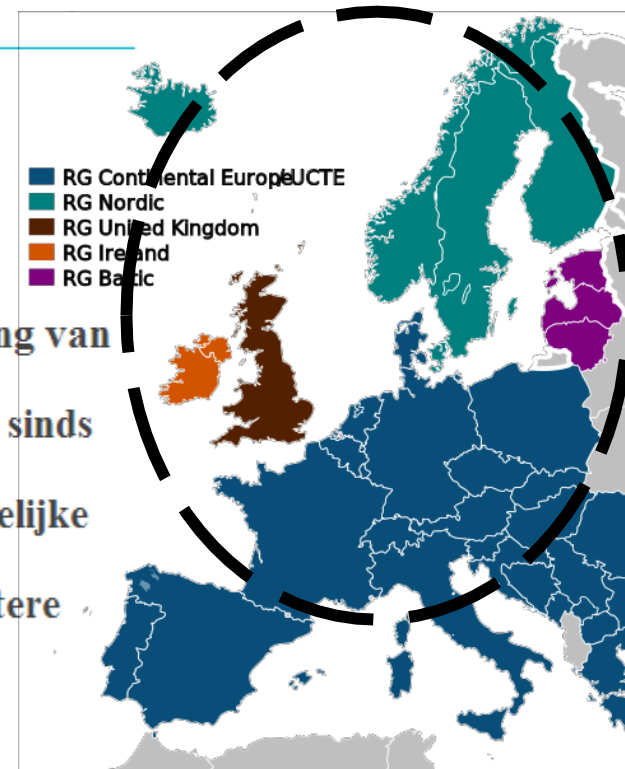 RG Continental Europe/UCTE
RG Nordic
RG United Kingdom
RG Ireland
RG Baltic
ng van
sinds
elijke
tere